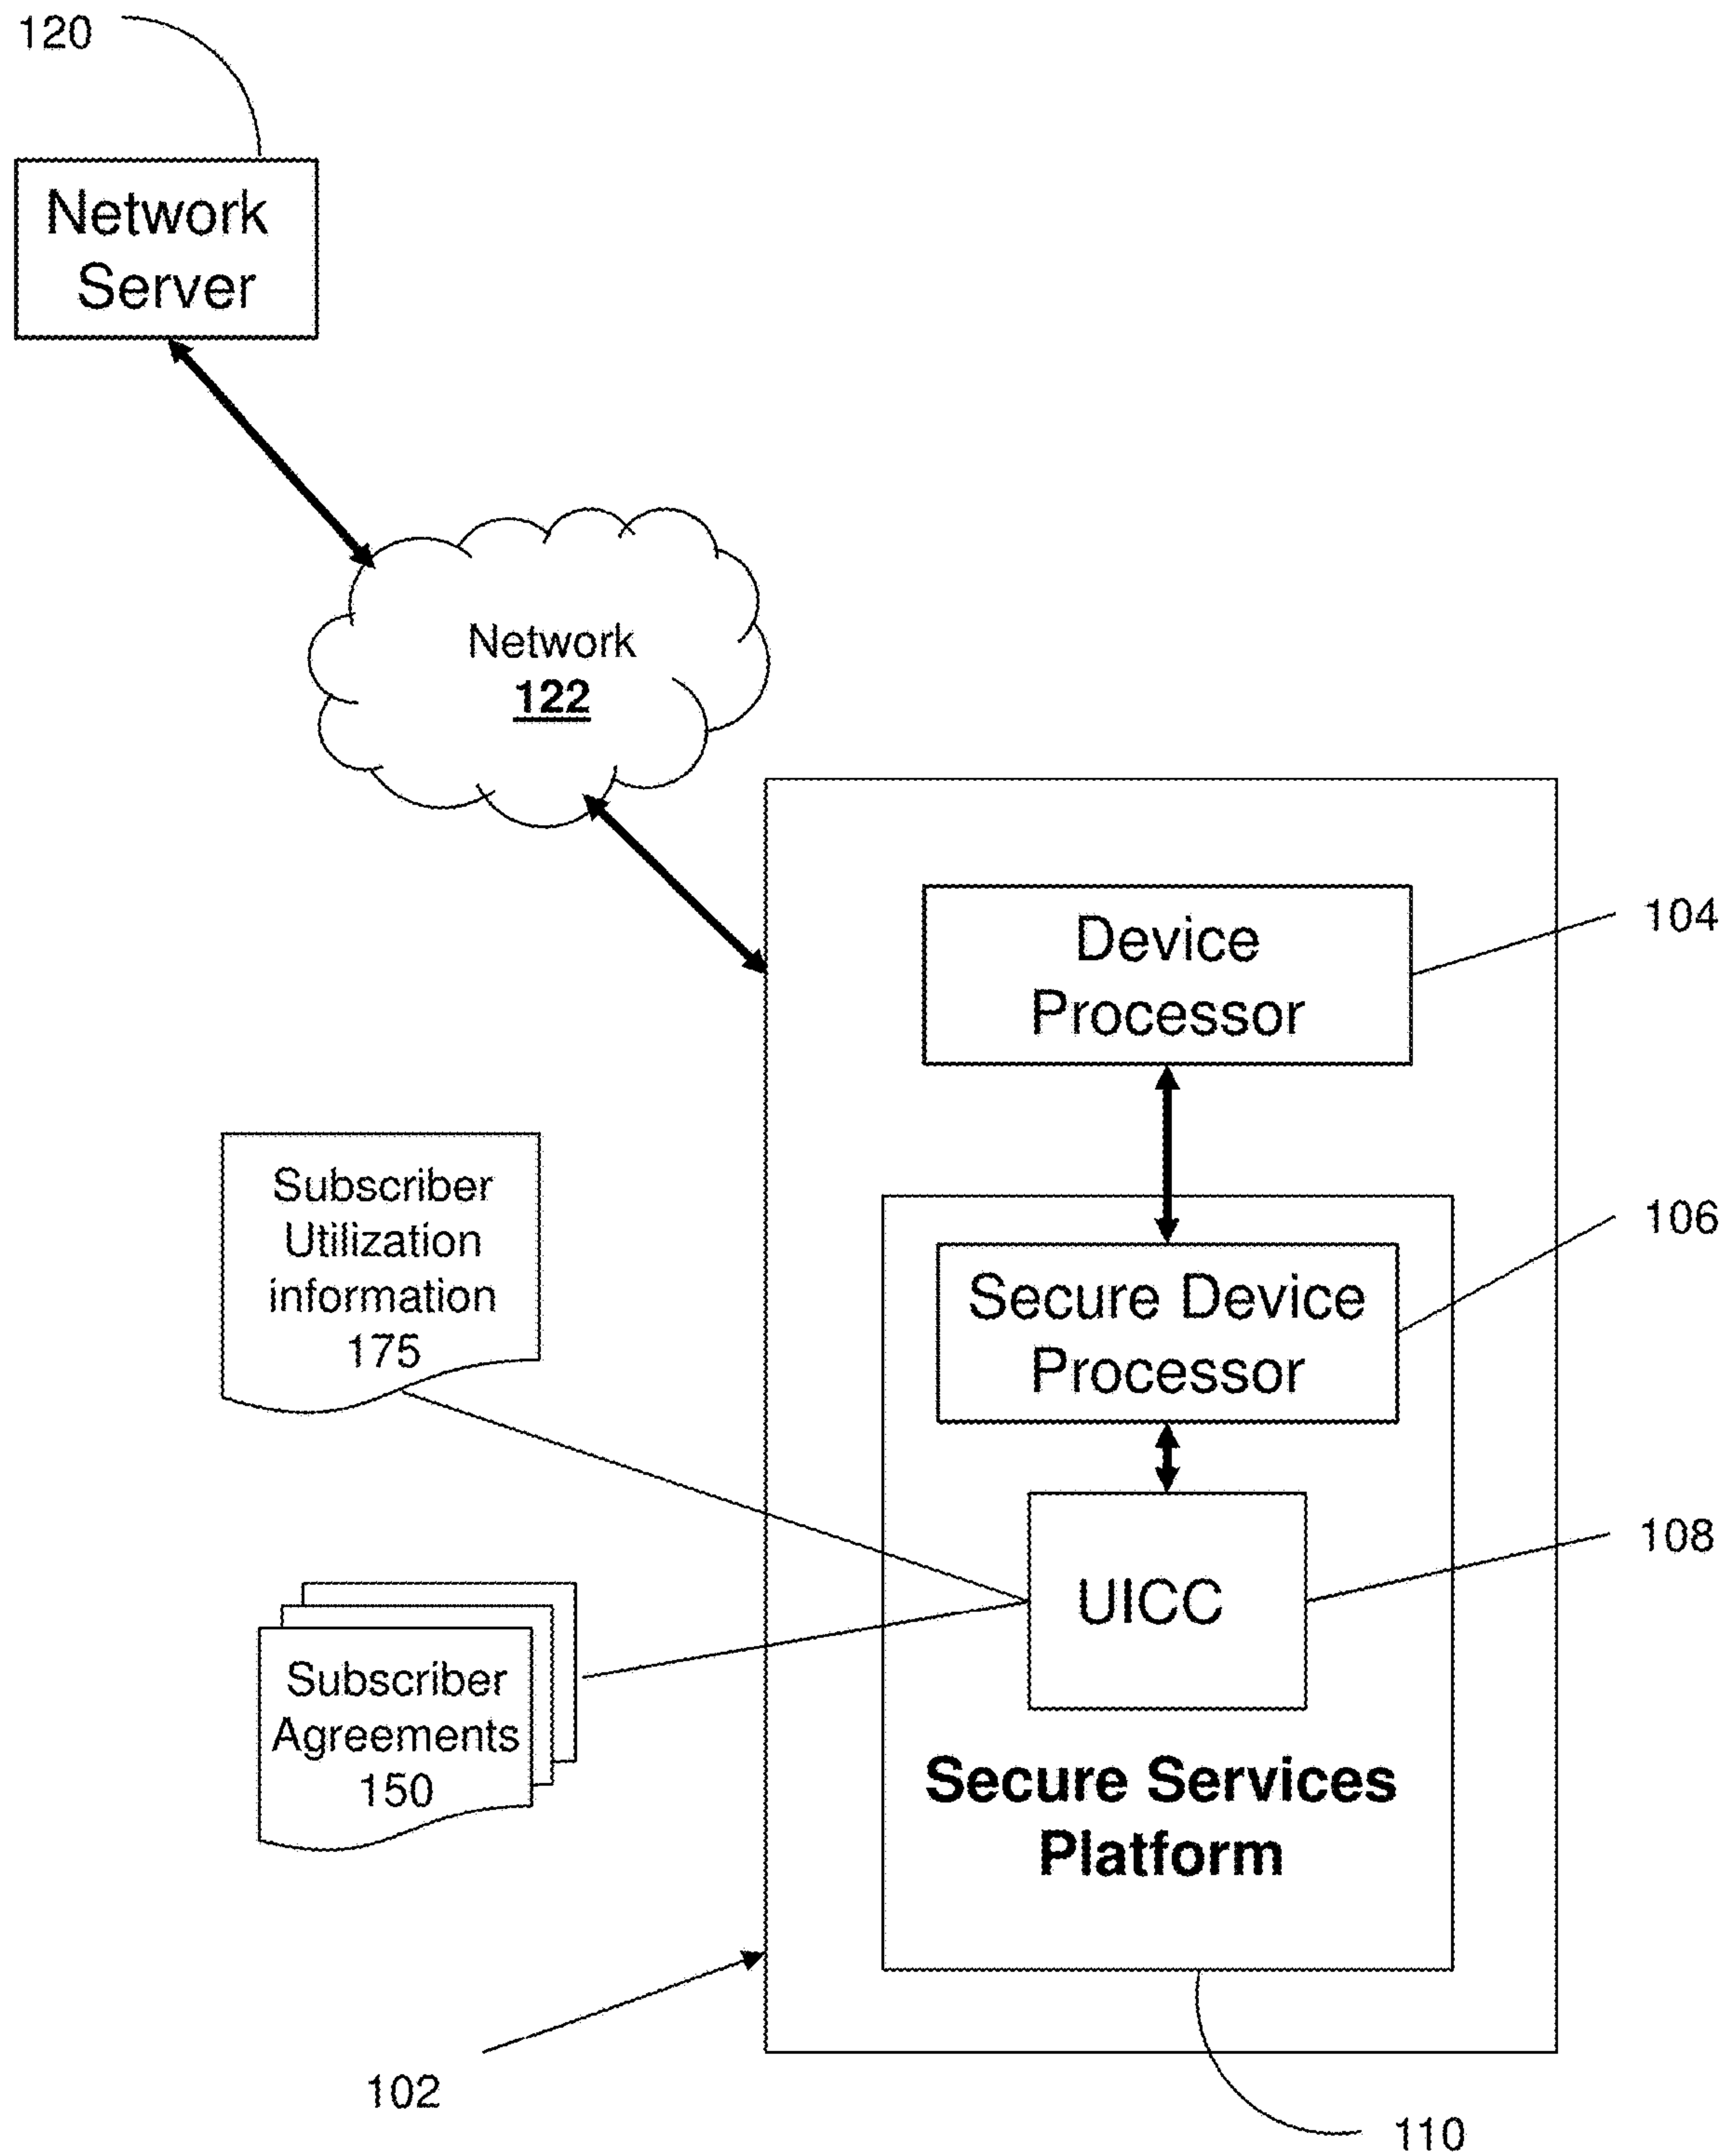 120
Network
Server
Network
122
Device
Processor
104
Subscriber
Utilization
information
175
106
Secure Device
Processor
108
UICC
Subscriber
Agreements
150
Secure Services
Platform
102
110